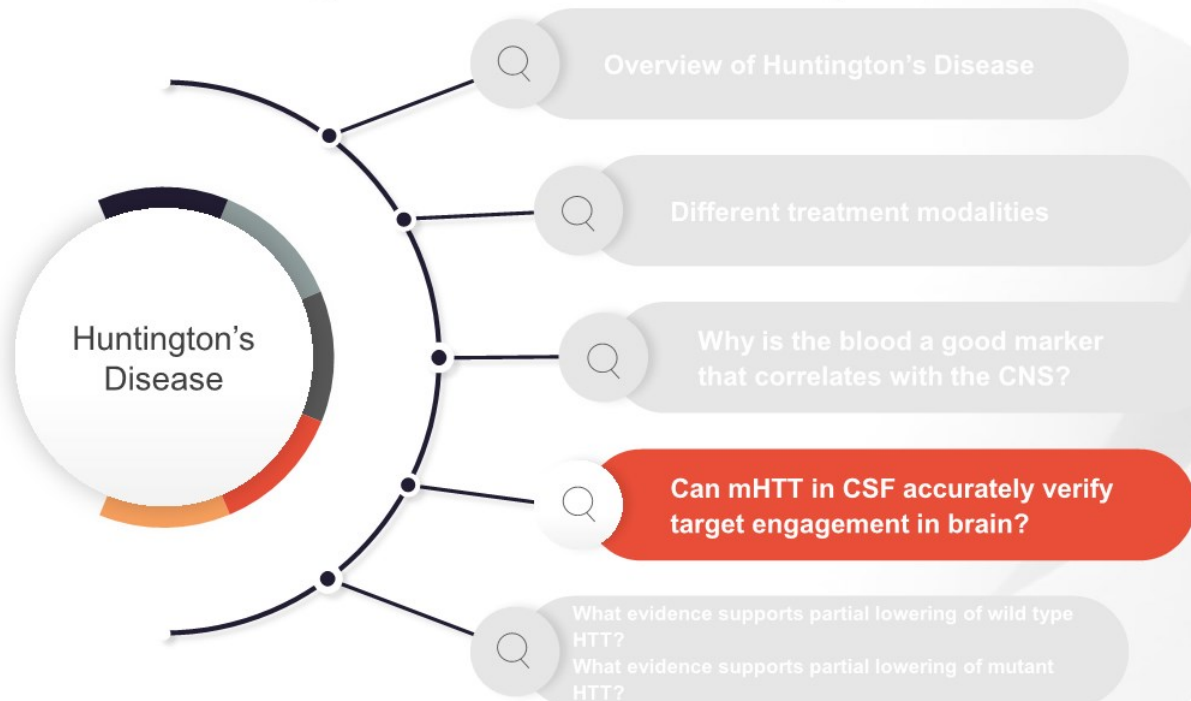 Overview of Huntington’s Disease
Different treatment modalities
Huntington’s
Disease
Why is the blood a good marker
that correlates with the CNS?
Can mHTT in CSF accurately verify
target engagement in brain?
What evidence supports partial lowering of wild type
HTT?
What evidence supports partial lowering of mutant
HTT?